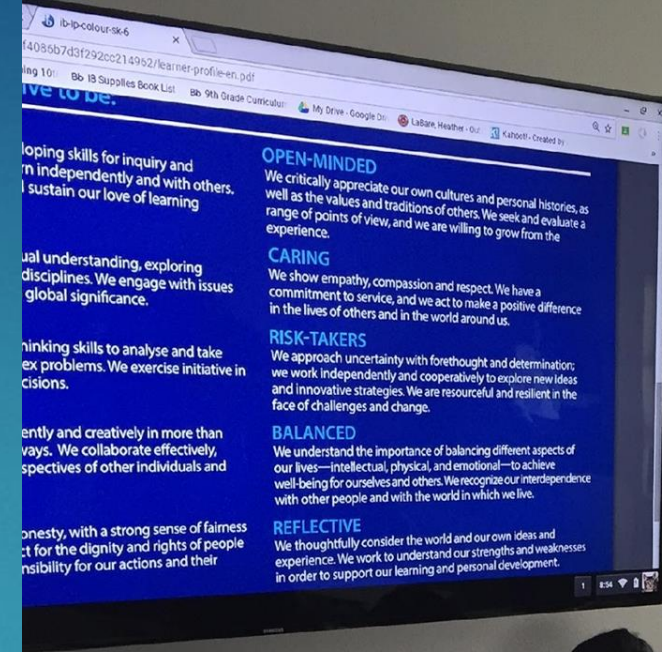 ib-lp-colour-sk-6
f4086b7d3f292cc214952/learner-profile-en.pdf
Bb IB Supplies Book List
Bb 9th Grade Curriculu
My Drive - Google Dri
LaBare, Heather - Out
Kahoot! - Created by
ive to be:
loping skills for inquiry and
n independently and with others.
sustain our love of learning
ual understanding, exploring
disciplines. We engage with issues
global significance.
hinking skills to analyse and take
ex problems. We exercise initiative in
cisions.
ently and creatively in more than
ways. We collaborate effectively,
spectives of other individuals and
onesty, with a strong sense of fairness
ct for the dignity and rights of people
nsibility for our actions and their
OPEN-MINDED
We critically appreciate our own cultures and personal histories, as
well as the values and traditions of others. We seek and evaluate a
range of points of view, and we are willing to grow from the
experience.
CARING
We show empathy, compassion and respect. We have a
commitment to service, and we act to make a positive difference
in the lives of others and in the world around us.
RISK-TAKERS
We approach uncertainty with forethought and determination;
we work independently and cooperatively to explore new ideas
and innovative strategies. We are resourceful and resilient in the
face of challenges and change.
BALANCED
We understand the importance of balancing different aspects of
our lives—intellectual, physical, and emotional—to achieve
well-being for ourselves and others. We recognize our interdependence
with other people and with the world in which we live.
REFLECTIVE
We thoughtfully consider the world and our own ideas and
experience. We work to understand our strengths and weaknesses
in order to support our learning and personal development.
1
8:54